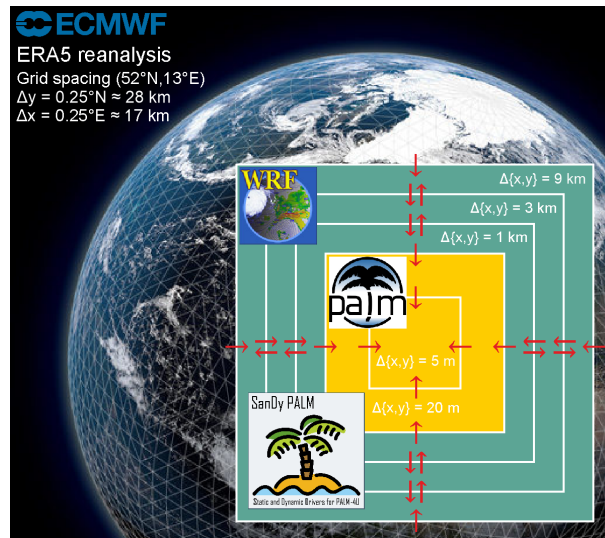 ECMWF
ERA5 reanalysis
Grid spacing (52°N,13°E)
Δy = 0.25°N ≈ 28 km
Δx = 0.25°E ≈ 17 km
WRF
Δ{x,y} = 9 km
Δ{x,y} = 3 km
Δ{x,y} = 1 km
palm
Δ{x,y} = 5 m
Δ{x,y} = 20 m
SanDy PALM
Static and Dynamic Drivers for PALM-4U